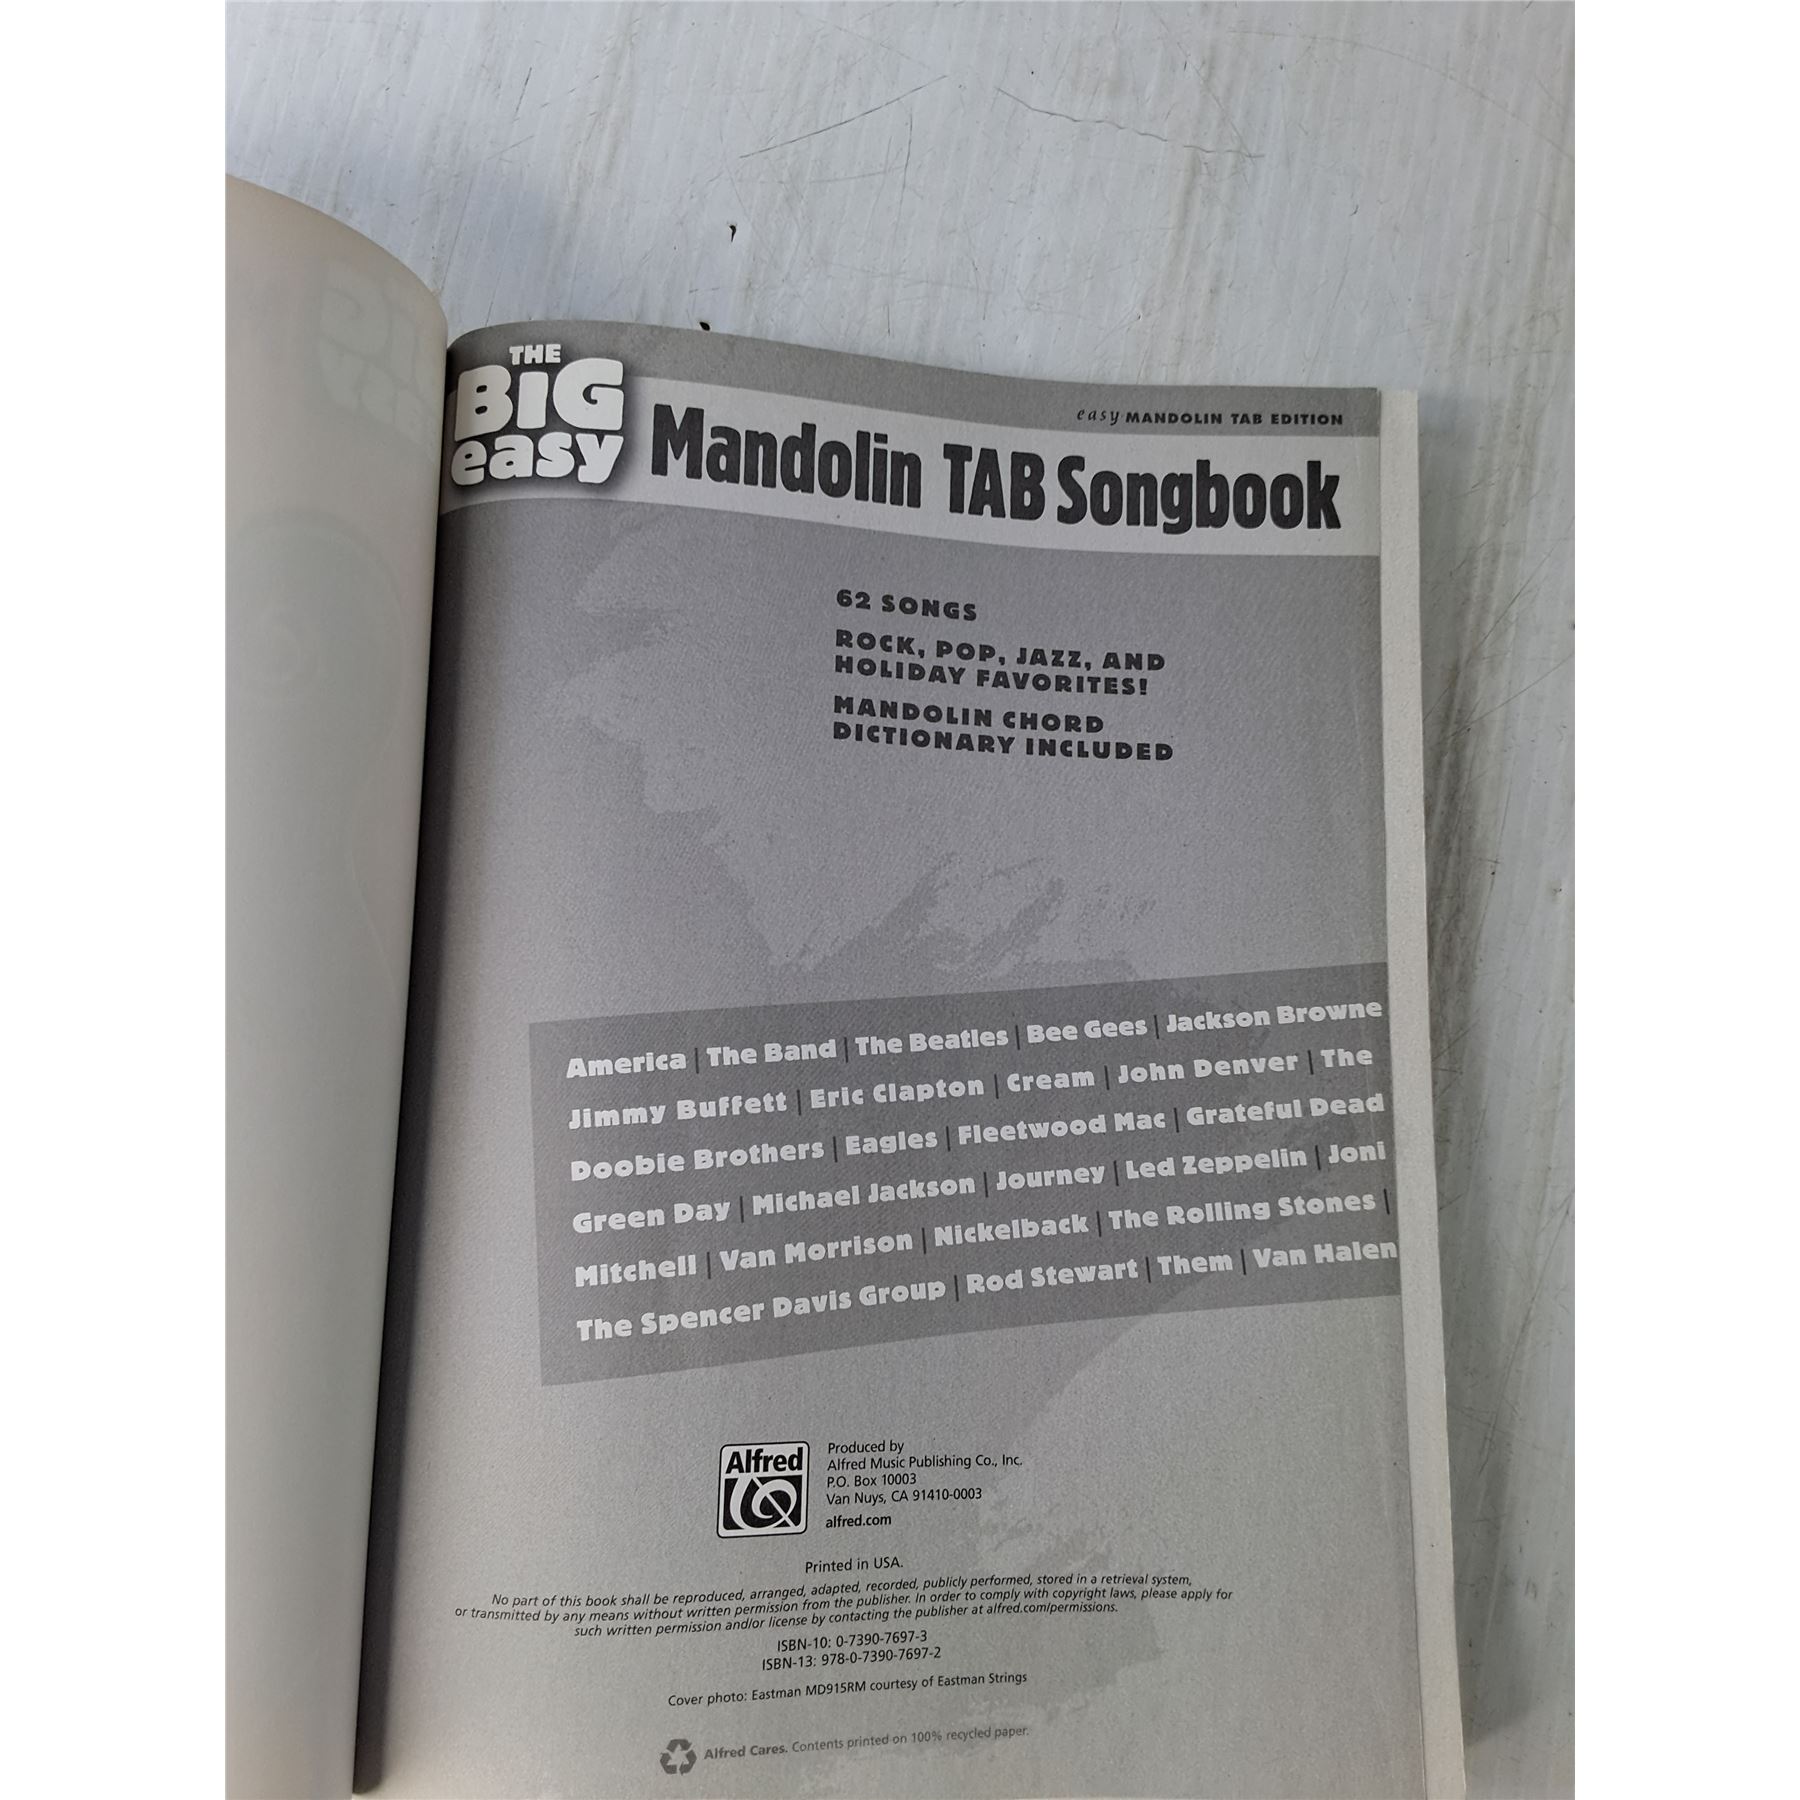 THE
BiG
easy
easy MANDOLIN TAB EDITION
Mandolin TAB Songbook
62 SONGS
ROCK, POP, JAZZ, AND
HOLIDAY FAVORITES!
MANDOLIN CHORD
DICTIONARY INCLUDED
America | The Band | The Beatles | Bee Gees | Jackson Browne
Jimmy Buffett | Eric Clapton | Cream | John Denver | The
Doobie Brothers | Eagles | Fleetwood Mac | Grateful Dead
Green Day | Michael Jackson | Journey | Led Zeppelin | Joni
Mitchell | Van Morrison | Nickelback | The Rolling Stones |
The Spencer Davis Group | Rod Stewart | Them | Van Halen
Alfred
Produced by
Alfred Music Publishing Co., Inc.
P.O. Box 10003
Van Nuys, CA 91410-0003
alfred.com
Printed in USA.
No part of this book shall be reproduced, arranged, adapted, recorded, publicly performed, stored in a retrieval system,
or transmitted by any means without written permission from the publisher. In order to comply with copyright laws, please apply for
such written permission and/or license by contacting the publisher at alfred.com/permissions.
ISBN-10: 0-7390-7697-3
ISBN-13: 978-0-7390-7697-2
Cover photo: Eastman MD915RM courtesy of Eastman Strings
Alfred Cares. Contents printed on 100% recycled paper.